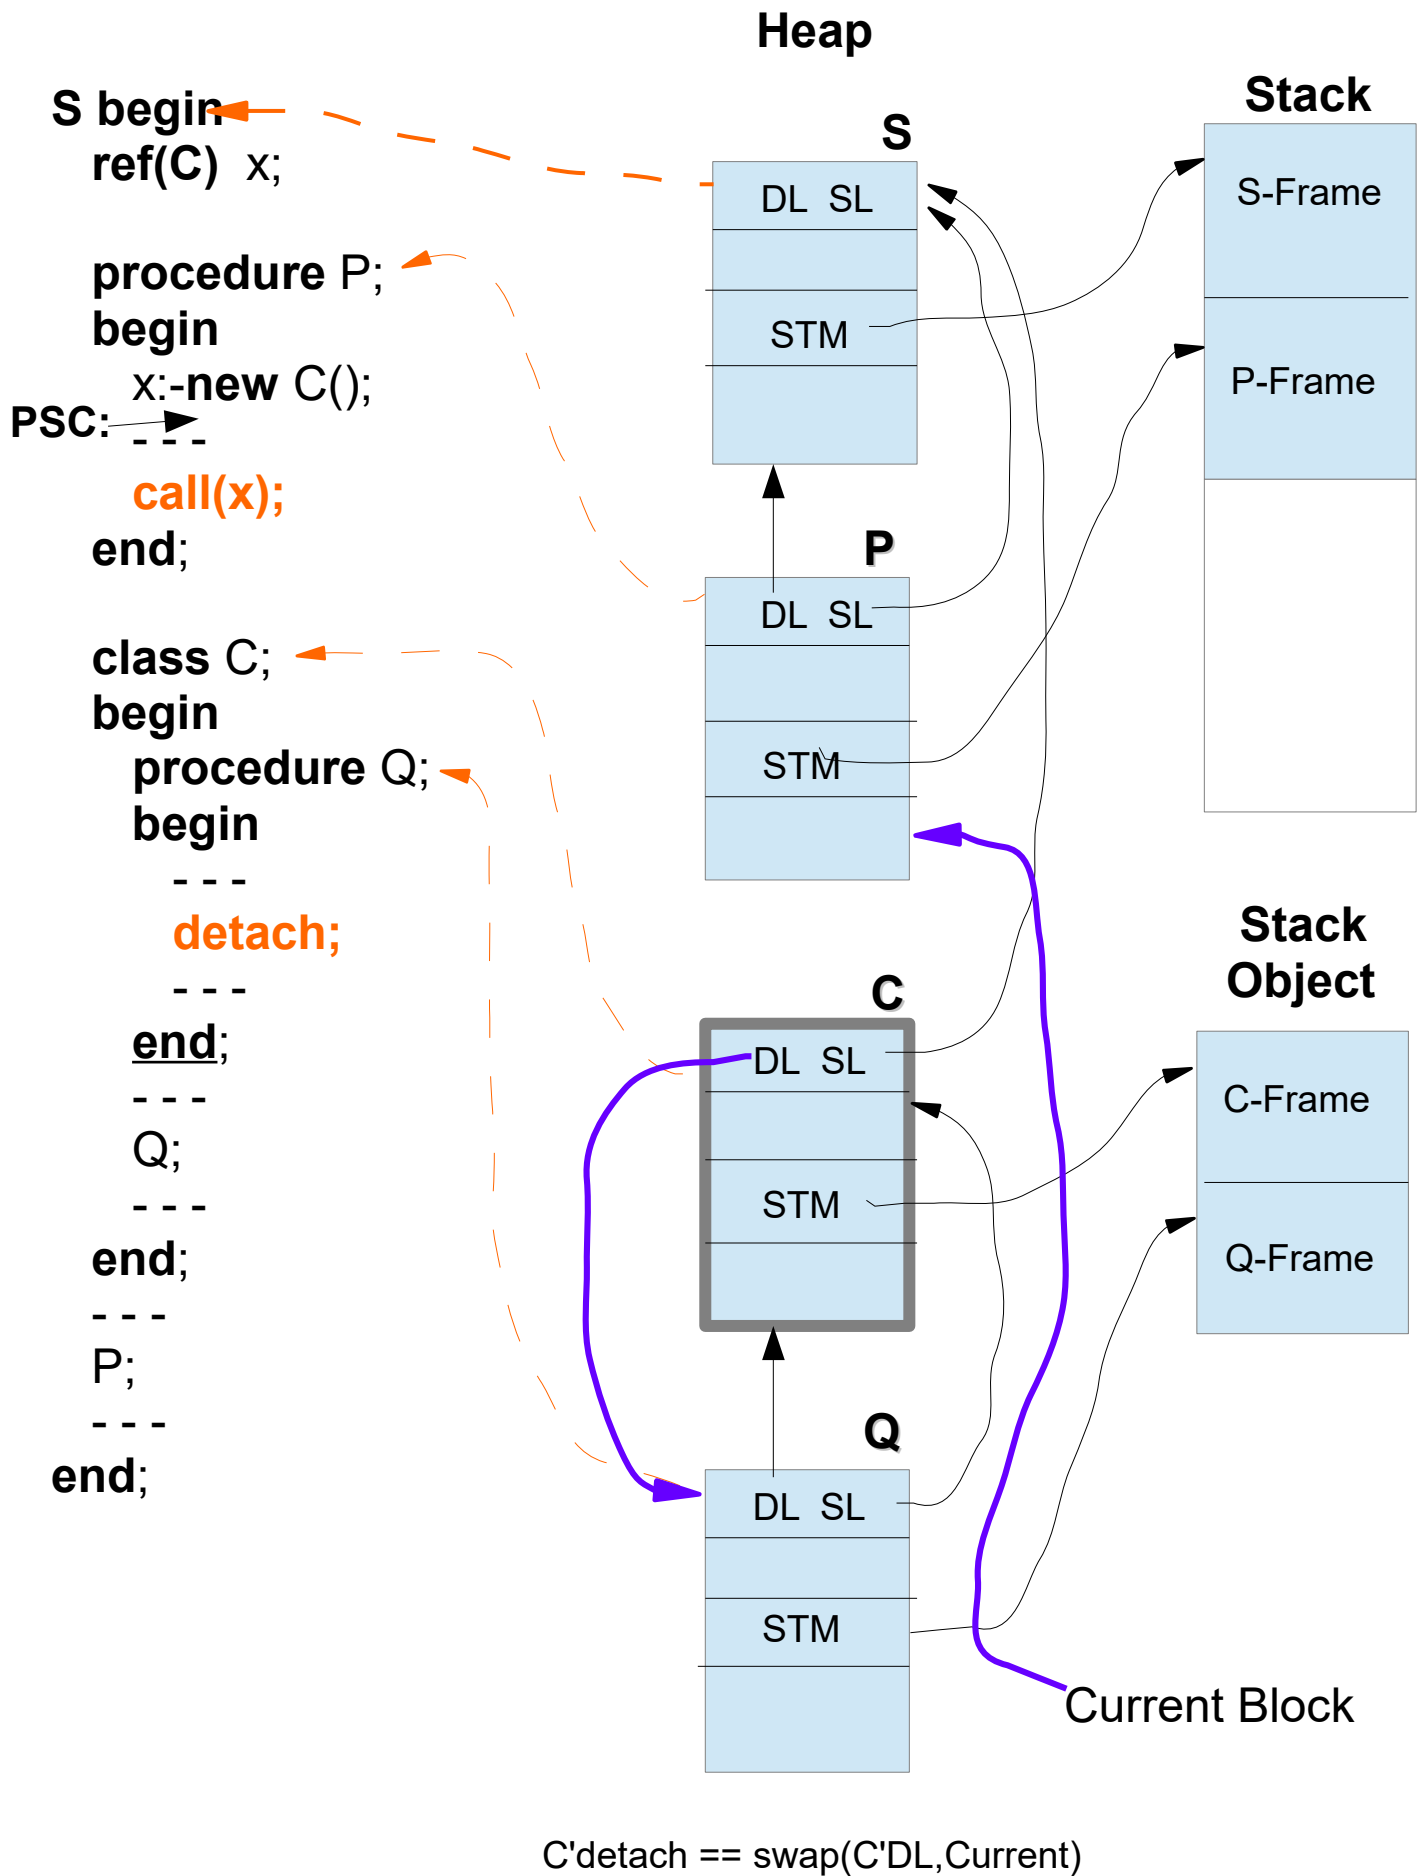 Heap
S begin
ref(C) x;
procedure P;
begin
x:-new C();
PSC:
- - -
call(x);
end;
class C;
begin
procedure Q;
begin
- - -
detach;
- - -
end;
- - -
Q;
- - -
end;
- - -
P;
- - -
end;
S
DL SL
STM
P
DL SL
STM
C
DL SL
STM
Q
DL SL
STM
Stack
S-Frame
P-Frame
Stack
Object
C-Frame
Q-Frame
Current Block
C'detach == swap(C'DL,Current)